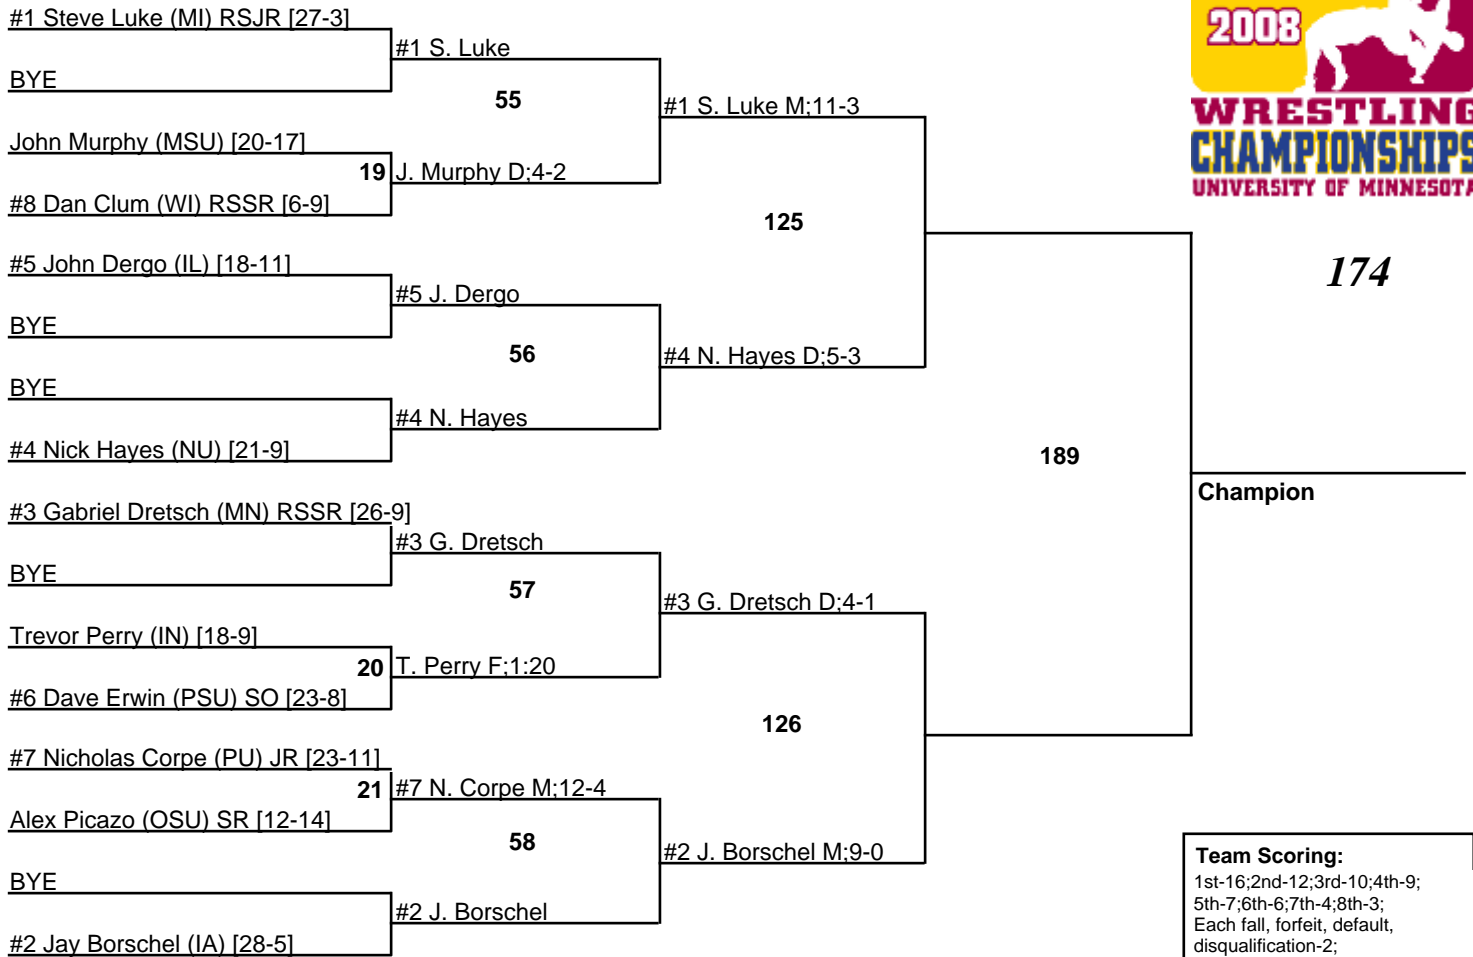 #1 Steve Luke (MI) RSJR [27-3]
#1 S. Luke
BYE
55
#1 S. Luke M;11-3
John Murphy (MSU) [20-17]
19 J. Murphy D;4-2
#8 Dan Clum (WI) RSSR [6-9]
125
#5 John Dergo (IL) [18-11]
#5 J. Dergo
BYE
56
#4 N. Hayes D;5-3
BYE
#4 N. Hayes
#4 Nick Hayes (NU) [21-9]
189
Champion
#3 Gabriel Dretsch (MN) RSSR [26-9]
#3 G. Dretsch
BYE
57
#3 G. Dretsch D;4-1
Trevor Perry (IN) [18-9]
20 T. Perry F;1:20
#6 Dave Erwin (PSU) SO [23-8]
126
#7 Nicholas Corpe (PU) JR [23-11]
21 #7 N. Corpe M;12-4
Alex Picazo (OSU) SR [12-14]
58
#2 J. Borschel M;9-0
BYE
#2 J. Borschel
#2 Jay Borschel (IA) [28-5]
2008
WRESTLING
CHAMPIONSHIPS
UNIVERSITY OF MINNESOTA
174
Team Scoring:
1st-16;2nd-12;3rd-10;4th-9;
5th-7;6th-6;7th-4;8th-3;
Each fall, forfeit, default,
disqualification-2;